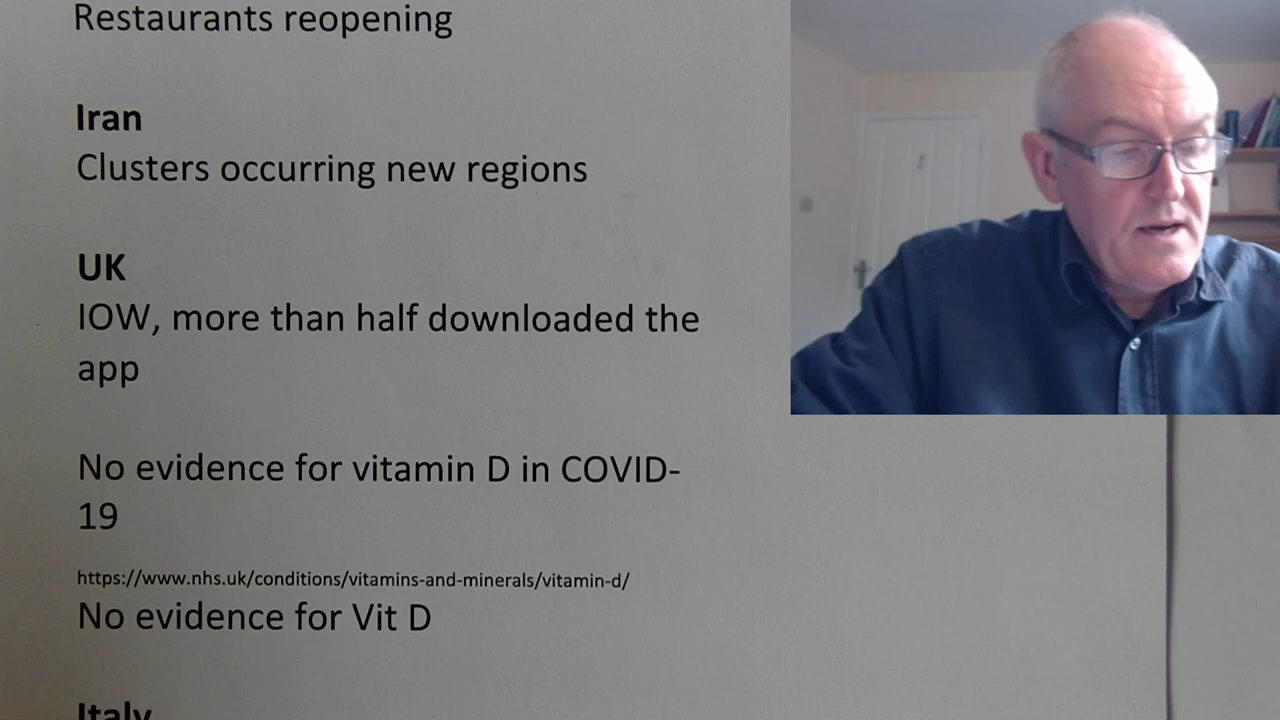 Restaurants reopening
Iran
Clusters occurring new regions
UK
IOW, more than half downloaded the
app
No evidence for vitamin D in COVID-
19
https://www.nhs.uk/conditions/vitamins-and-minerals/vitamin-d/
No evidence for Vit D
Italy